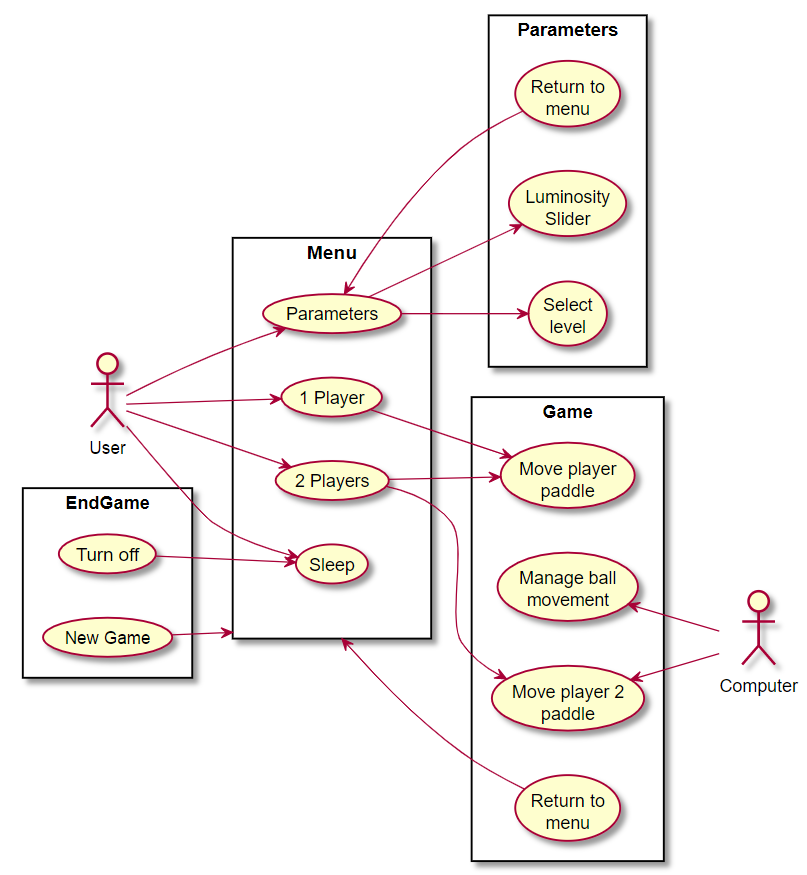 Parameters
Return to
menu
Luminosity
Slider
Select
level
Menu
Parameters
1 Player
2 Players
Sleep
User
EndGame
Turn off
New Game
Game
Move player
paddle
Manage ball
movement
Move player 2
paddle
Return to
menu
Computer